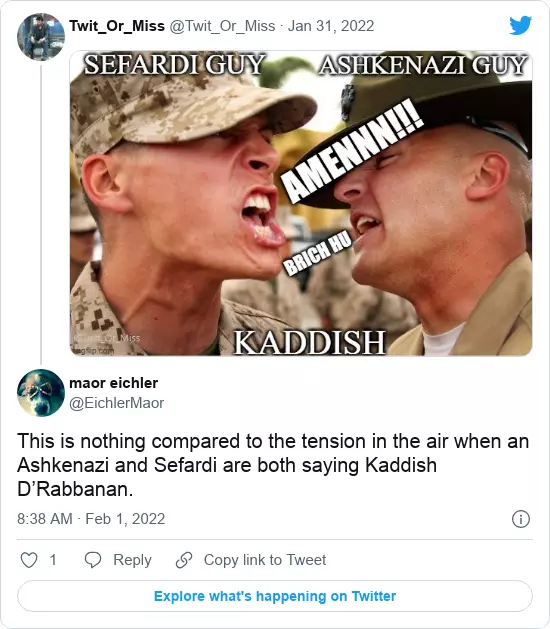 Twit_Or_Miss @Twit_Or_Miss · Jan 31, 2022
SEFARDI GUY
ASHKENAZI GUY
AMENNN!!!
BRICH HU
KADDISH
imgflip.com
maor eichler
@EichlerMaor
This is nothing compared to the tension in the air when an
Ashkenazi and Sefardi are both saying Kaddish
D’Rabbanan.
8:38 AM · Feb 1, 2022
1 Reply Copy link to Tweet
Explore what's happening on Twitter